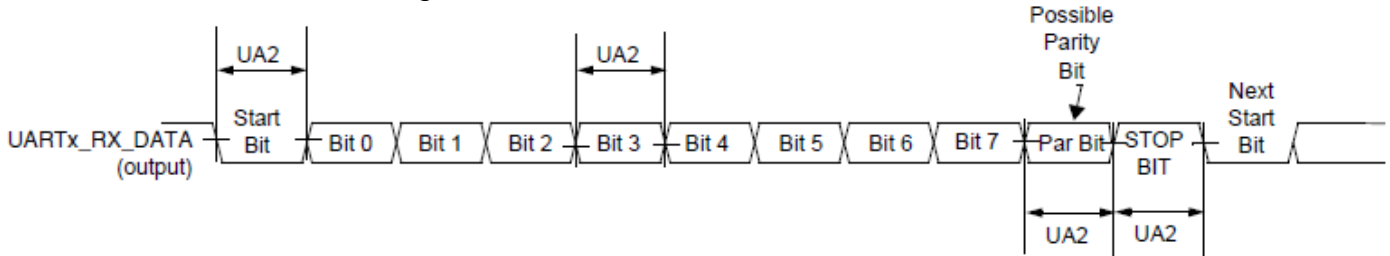 Possible
Parity
Bit
UA2
UA2
Next
Start
Bit
Start
Bit
UARTx_RX_DATA
(output)
Bit 0
Bit 1
Bit 2
Bit 3
Bit 4
Bit 5
Bit 6
Bit 7
Par Bit
STOP
BIT
UA2
UA2